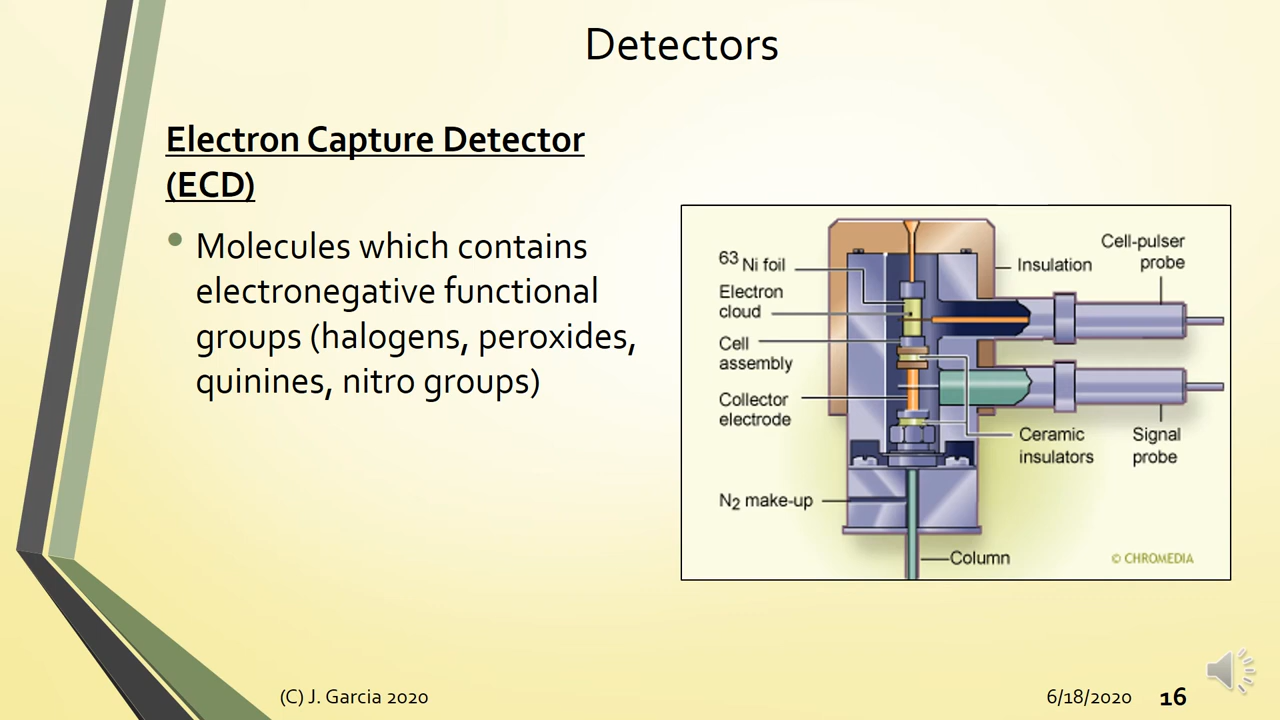 Detectors
Electron Capture Detector
(ECD)
• Molecules which contains
electronegative functional
groups (halogens, peroxides,
quinines, nitro groups)
63 Ni foil
Electron
cloud
Cell
assembly
Collector
electrode
N2 make-up
Insulation
Cell-pulser
probe
Ceramic
insulators
Signal
probe
Column
© CHROMEDIA
(C) J. Garcia 2020
6/18/2020
16